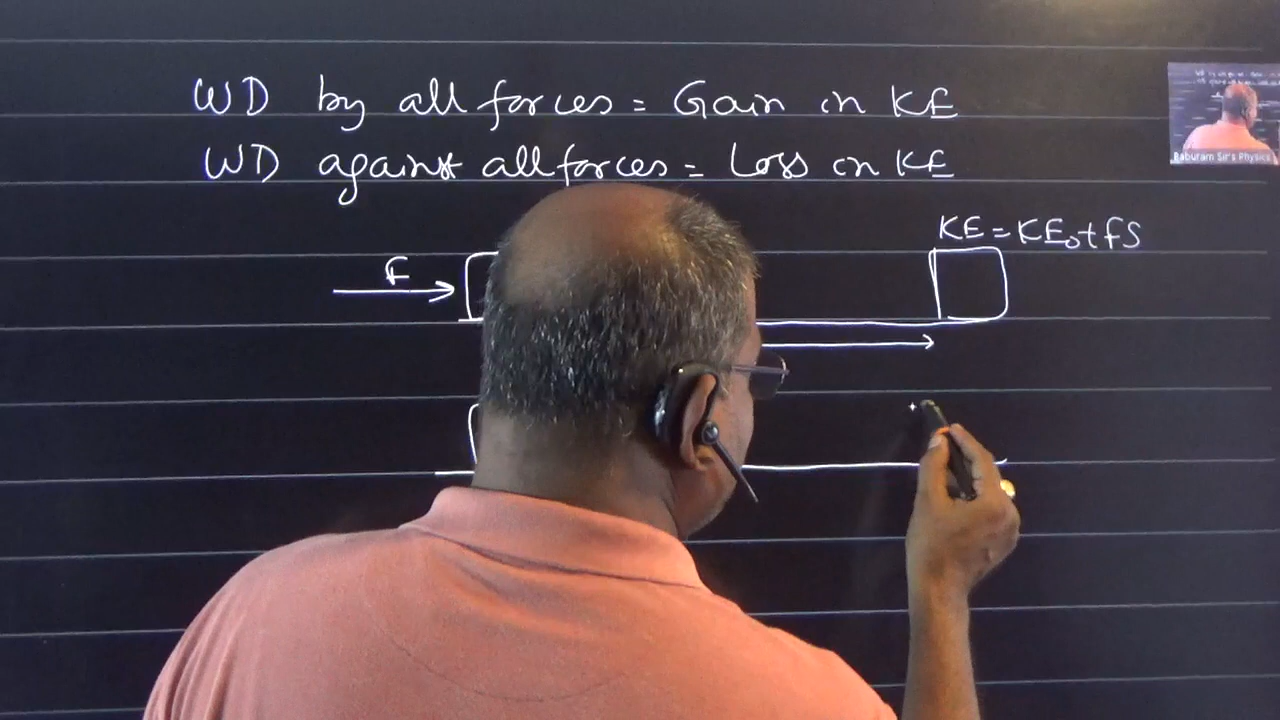 WD by all forces = Gain in KE
WD against all forces = Loss in KE
KE = KE₀ + FS
F
Baburam Sir's Physics